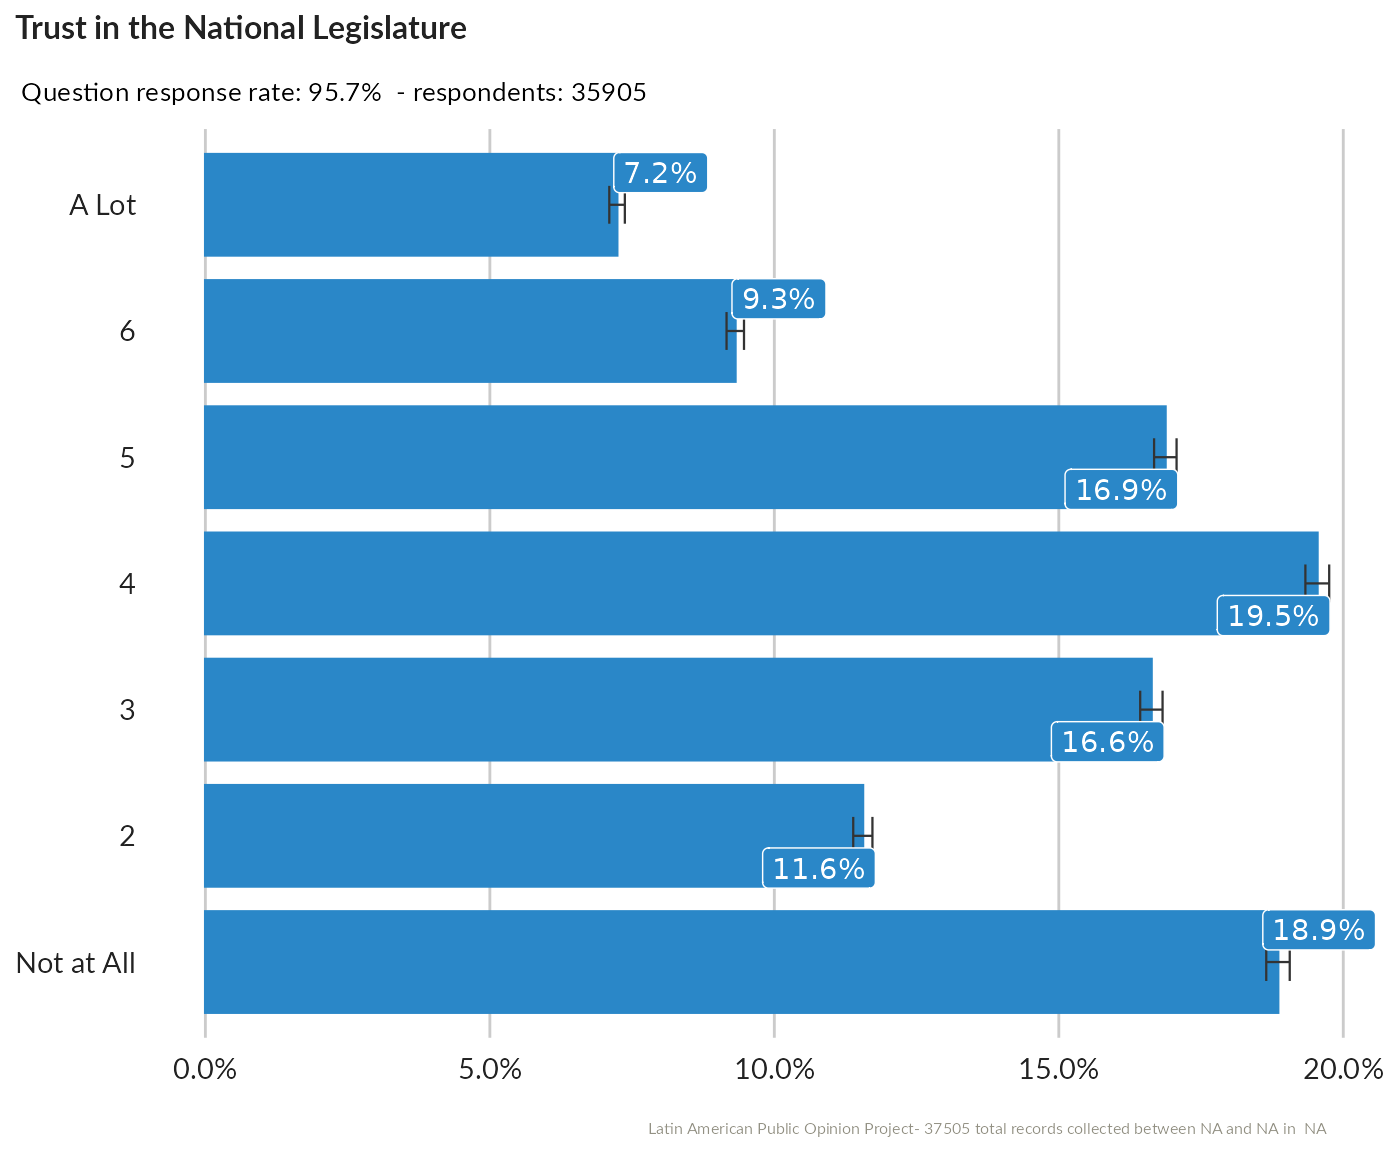 Trust in the National Legislature
Question response rate: 95.7% - respondents: 35905
A Lot 7.2%
6 9.3%
5 16.9%
4 19.5%
3 16.6%
2 11.6%
Not at All 18.9%
0.0% 5.0% 10.0% 15.0% 20.0%
Latin American Public Opinion Project- 37505 total records collected between NA and NA in NA